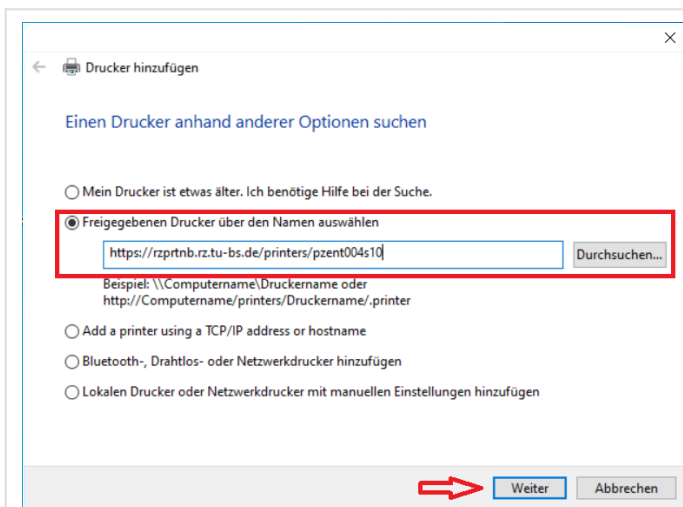 Drucker hinzufügen
Einen Drucker anhand anderer Optionen suchen
Mein Drucker ist etwas älter. Ich benötige Hilfe bei der Suche.
Freigegebenen Drucker über den Namen auswählen
https://rzprtnb.rz.tu-bs.de/printers/pzent004s10
Durchsuchen...
Beispiel: \\Computername\Druckername oder
http://Computername/printers/Druckername/.printer
Add a printer using a TCP/IP address or hostname
Bluetooth-, Drahtlos- oder Netzwerkdrucker hinzufügen
Lokalen Drucker oder Netzwerkdrucker mit manuellen Einstellungen hinzufügen
Weiter
Abbrechen